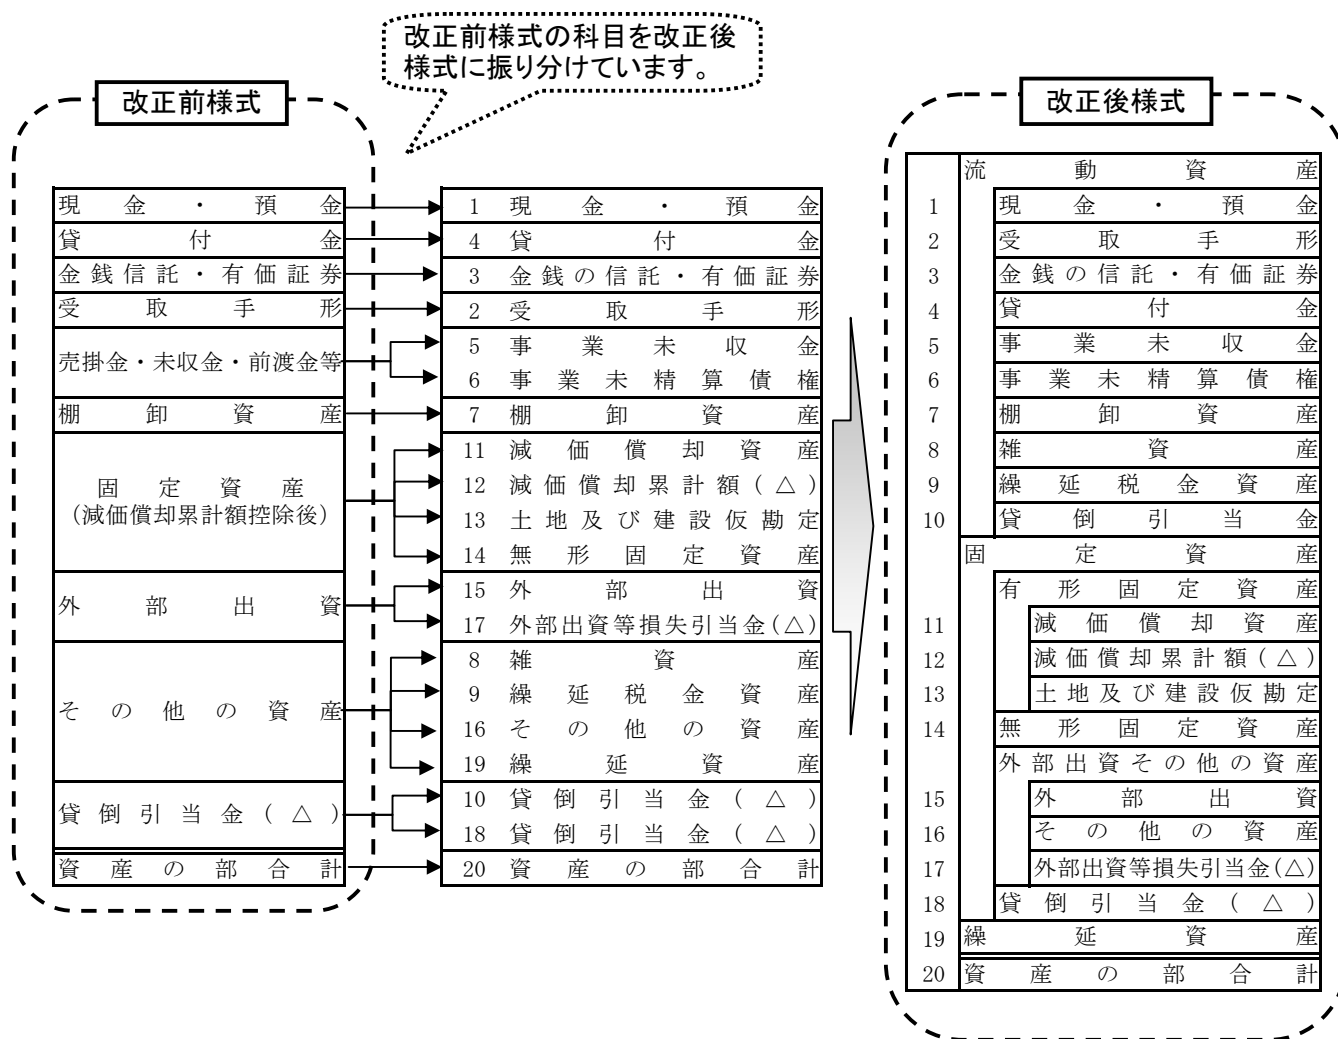 改正前様式の科目を改正後
様式に振り分けています。
改正前様式
現金・預金
貸付金
金銭信託・有価証券
受取手形
売掛金・未収金・前渡金等
棚卸資産
固定資産
(減価償却累計額控除後)
外部出資
その他の資産
貸倒引当金(△)
資産の部合計
1 現金・預金
4 貸付金
3 金銭の信託・有価証券
2 受取手形
5 事業未収金
6 事業未精算債権
7 棚卸資産
11 減価償却資産
12 減価償却累計額(△)
13 土地及び建設仮勘定
14 無形固定資産
15 外部出資
17 外部出資等損失引当金(△)
8 雑資産
9 繰延税金資産
16 その他の資産
19 繰延資産
10 貸倒引当金(△)
18 貸倒引当金(△)
20 資産の部合計
改正後様式
流動資産
1 現金・預金
2 受取手形
3 金銭の信託・有価証券
4 貸付金
5 事業未収金
6 事業未精算債権
7 棚卸資産
8 雑資産
9 繰延税金資産
10 貸倒引当金
固定資産
有形固定資産
11 減価償却資産
12 減価償却累計額(△)
13 土地及び建設仮勘定
14 無形固定資産
外部出資その他の資産
15 外部出資
16 その他の資産
17 外部出資等損失引当金(△)
18 貸倒引当金(△)
19 繰延資産
20 資産の部合計